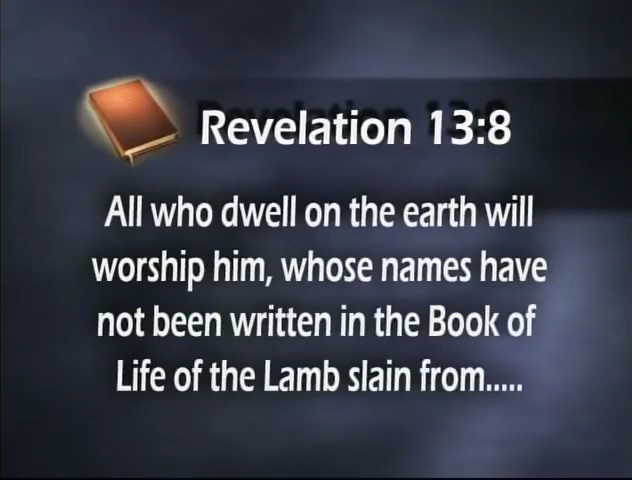 Revelation 13:8
All who dwell on the earth will
worship him, whose names have
not been written in the Book of
Life of the Lamb slain from.....